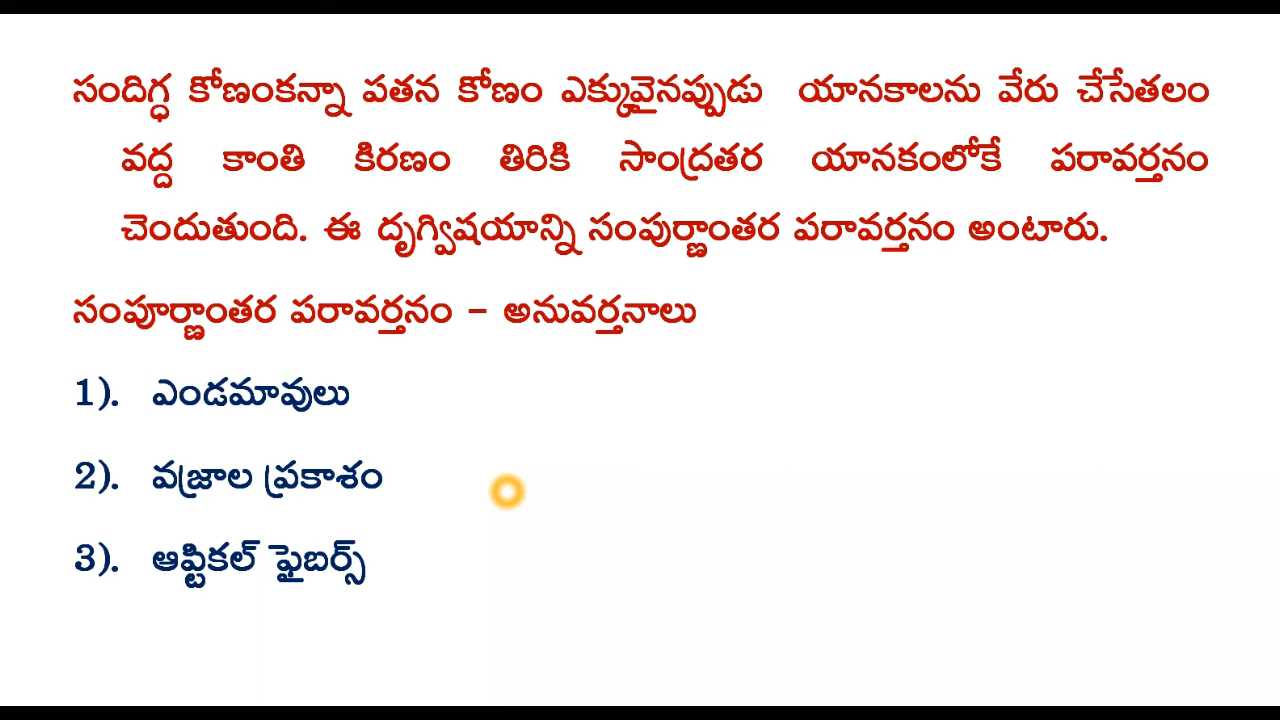 సందిగ్ధ కోణంకన్నా పతన కోణం ఎక్కువైనప్పుడు యానకాలను వేరు చేసేతలం
వద్ద కాంతి కిరణం తిరికి సాంద్రతర యానకంలోకే పరావర్తనం
చెందుతుంది. ఈ దృగ్విషయాన్ని సంపుర్ణాంతర పరావర్తనం అంటారు.
సంపూర్ణాంతర పరావర్తనం – అనువర్తనాలు
1). ఎండమావులు
2). వజ్రాల ప్రకాశం
3). ఆప్టికల్ ఫైబర్స్